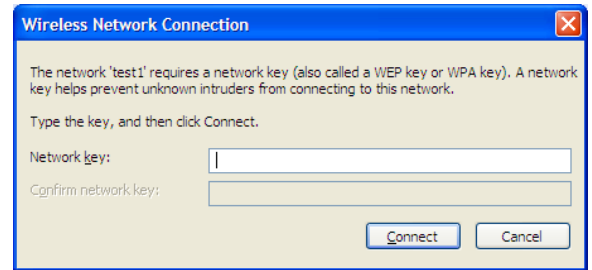 Wireless Network Connection
The network 'test1' requires a network key (also called a WEP key or WPA key). A network
key helps prevent unknown intruders from connecting to this network.
Type the key, and then click Connect.
Network key:
Confirm network key:
Connect Cancel